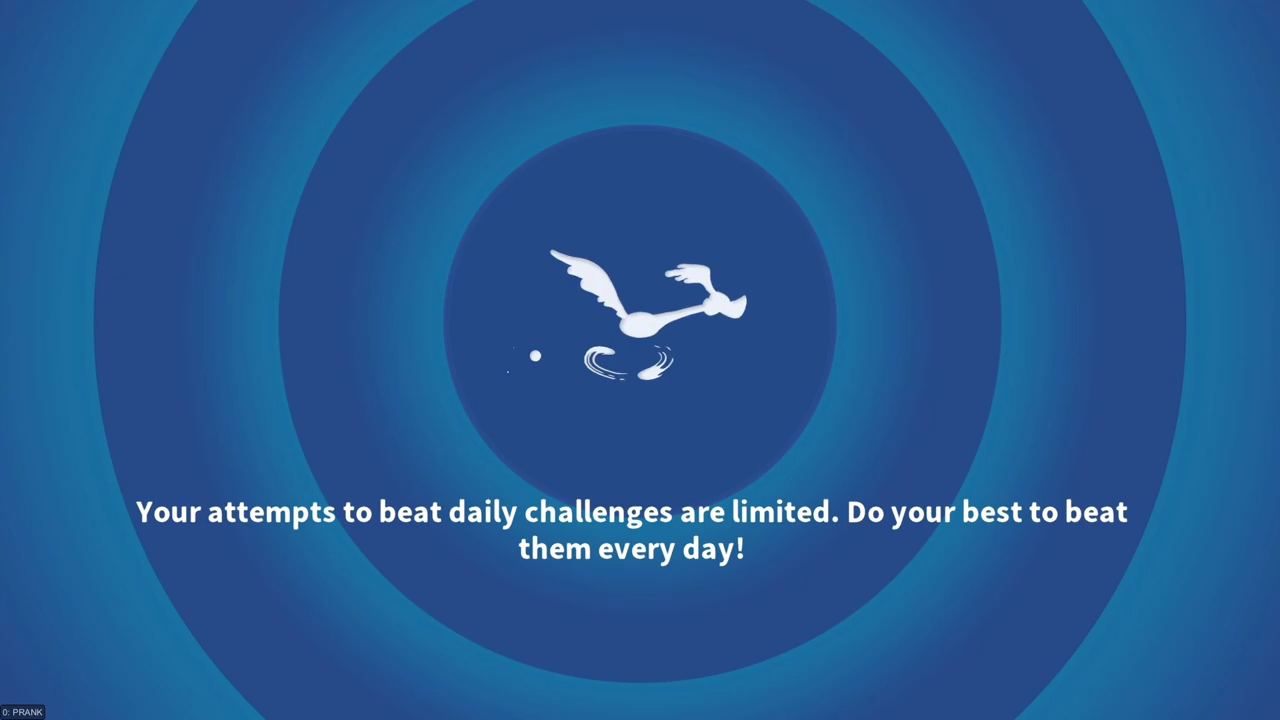 Your attempts to beat daily challenges are limited. Do your best to beat
them every day!
0: PRANK